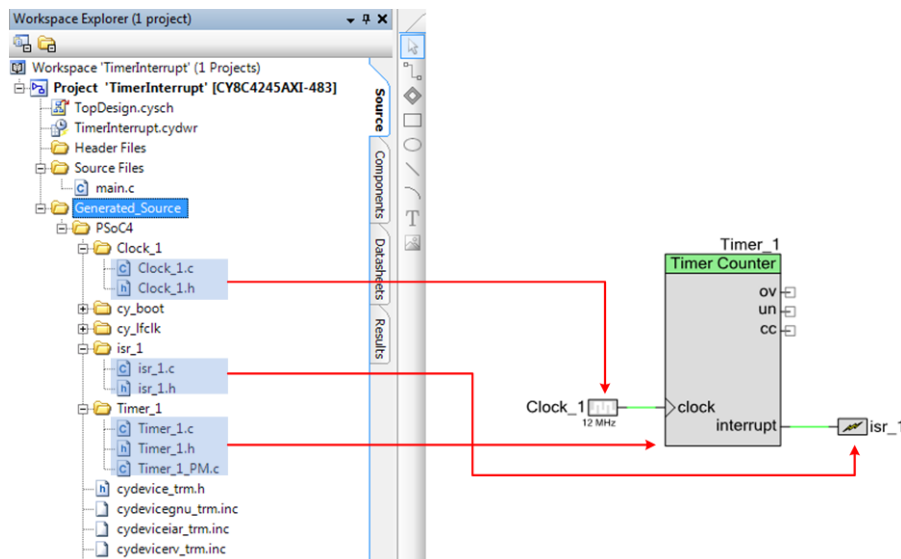 Workspace Explorer (1 project)
Workspace 'TimerInterrupt' (1 Projects)
Project 'TimerInterrupt' [CY8C4245AXI-483]
TopDesign.cysch
TimerInterrupt.cydwr
Header Files
Source Files
main.c
Generated_Source
PSoC4
Clock_1
Clock_1.c
Clock_1.h
cy_boot
cy_lfclk
isr_1
isr_1.c
isr_1.h
Timer_1
Timer_1.c
Timer_1.h
Timer_1_PM.c
cydevice_trm.h
cydevicegnu_trm.inc
cydeviceiar_trm.inc
cydevicerv_trm.inc
Source
Components
Datasheets
Results
T
Timer_1
Timer Counter
ov
un
cc
Clock_1
12 MHz
clock
interrupt
isr_1